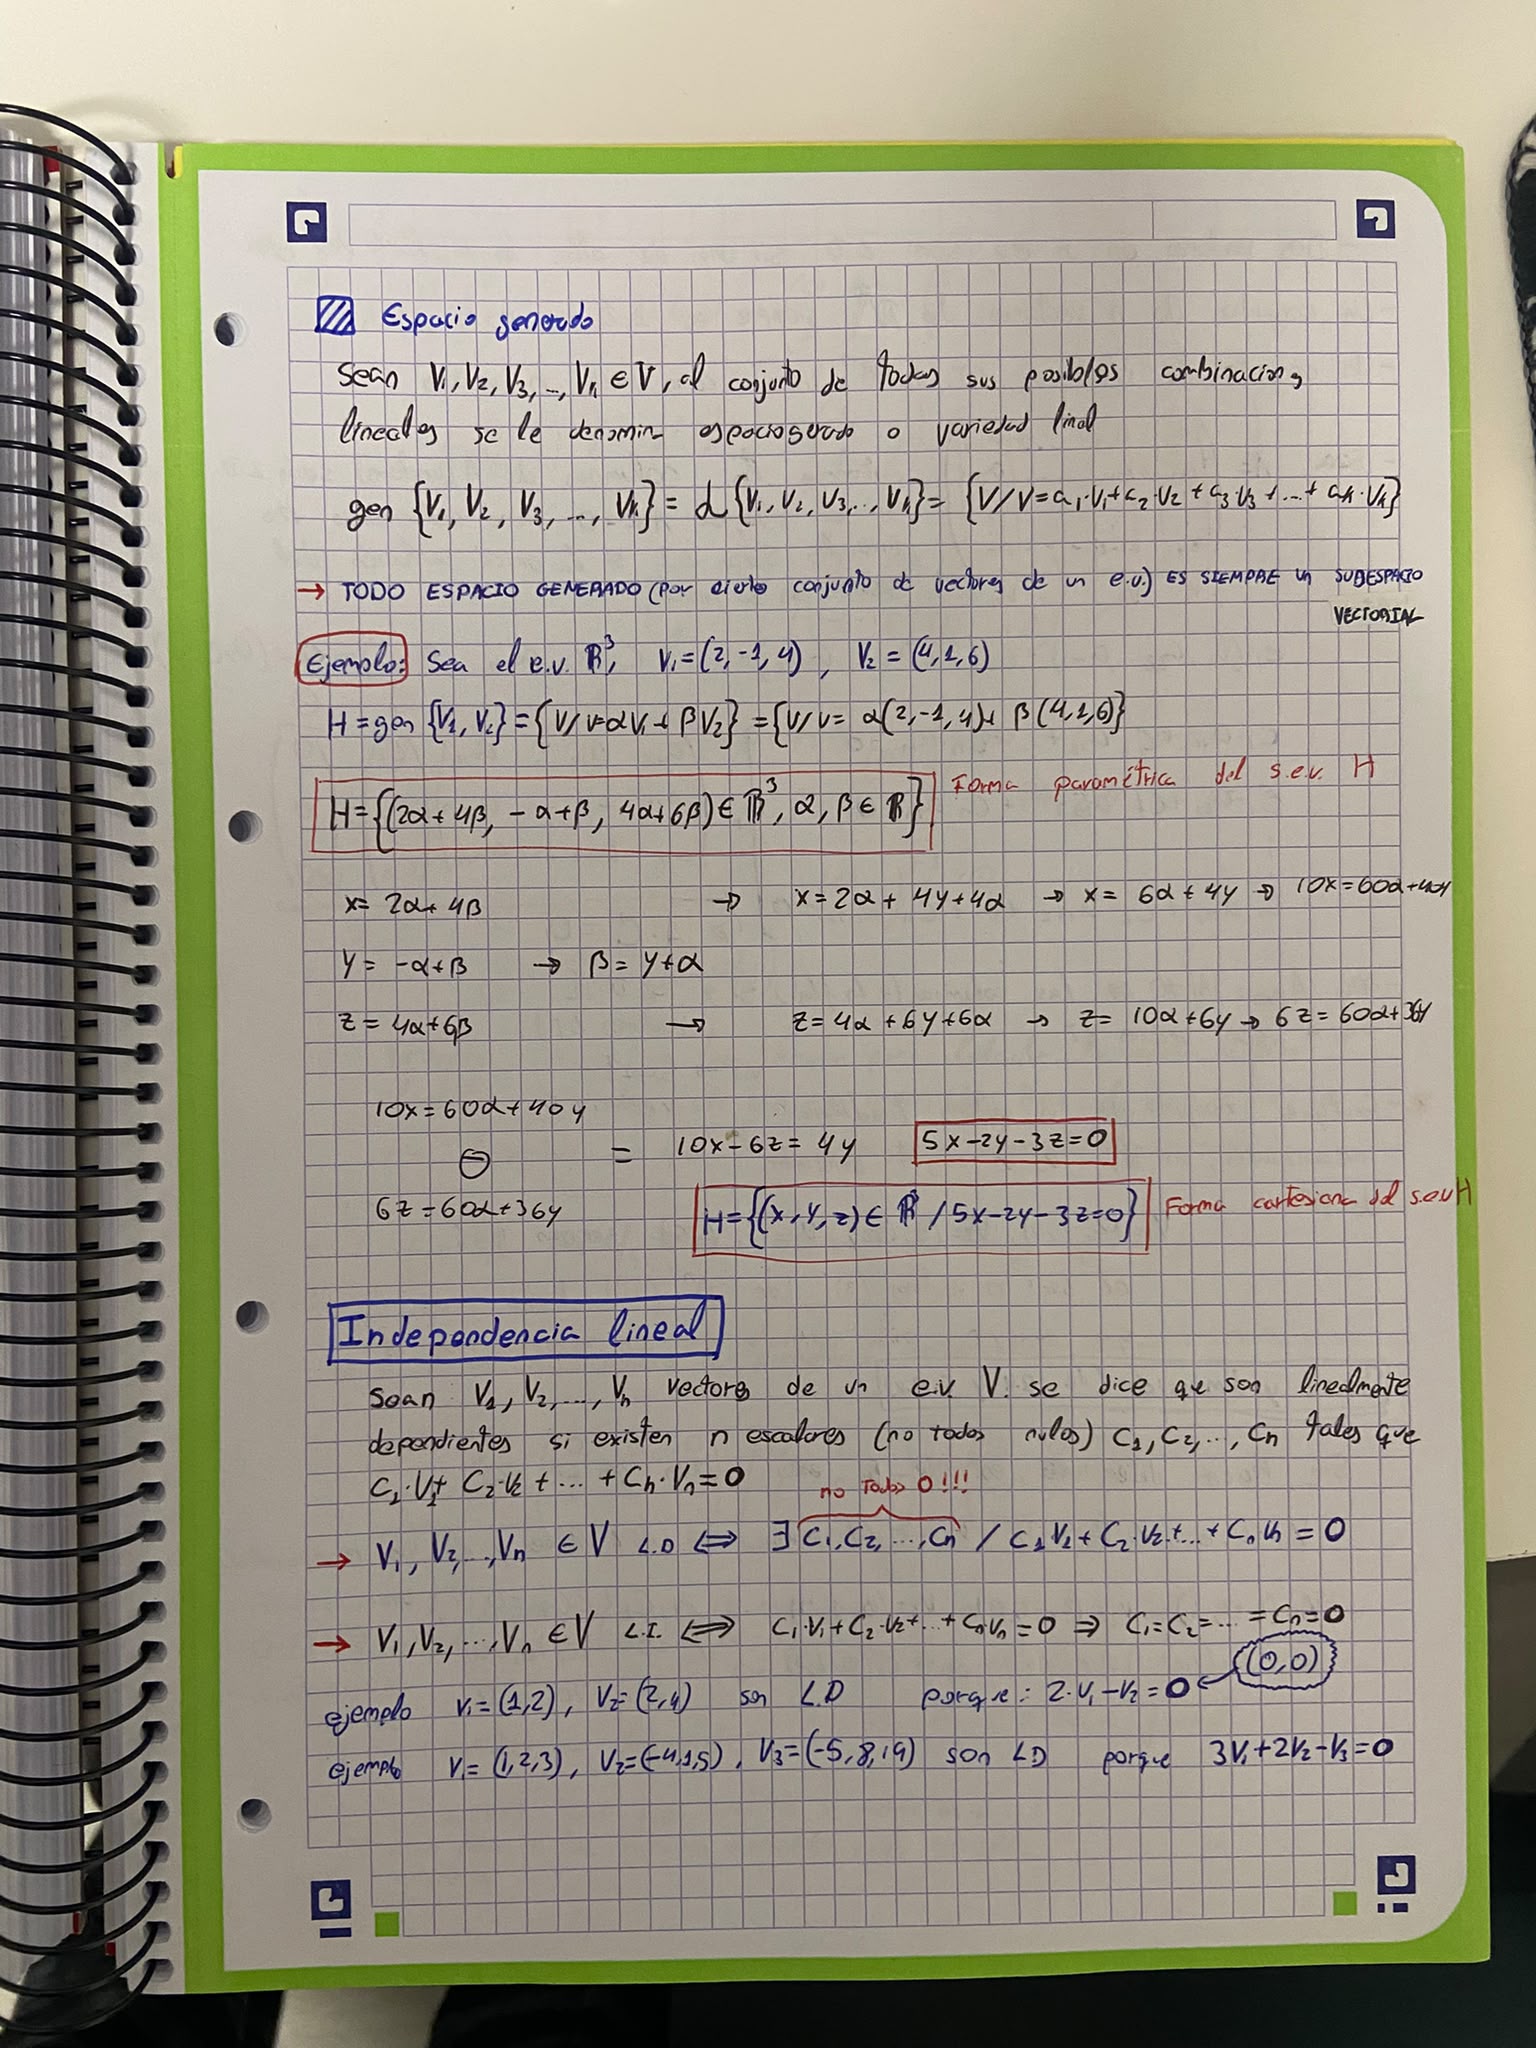 Espacio generado
Sean V₁, V₂, V₃, ..., Vₖ ∈ V, al conjunto de todas sus posibles combinaciones
lineales se le denomin espaciogerado o variedad linal
gen {V₁, V₂, V₃, ..., Vₖ} = L {V₁, V₂, V₃, .., Vₖ} = {V/V=a₁·V₁+a₂·V₂+a₃·V₃+...+aₖ·Vₖ}
→ TODO ESPACIO GENERADO (por cierto conjunto de vectores de un e.v.) ES SIEMPRE un SUBESPACIO
VECTORIAL
Ejemplo: Sea el e.v. ℝ³, V₁=(2,-1,4), V₂=(4,1,6)
H=gen {V₁, V₂} = {V/V=αV₁+βV₂} = {V/V= α(2,-1,4)+ β(4,1,6)}
H={(2α+4β, -α+β, 4α+6β) ∈ ℝ³, α, β ∈ ℝ} Forma paramétrica del s.e.v. H
x= 2α+4β → x=2α+ 4y+4α → x= 6α+4y → 10x=60α+40y
y= -α+β → β= y+α
z= 4α+6β → z=4α+6y+6α → z= 10α+6y → 6z=60α+36y
10x=60α+40y
⊖ = 10x-6z= 4y 5x-2y-3z=0
6z=60α+36y
H={(x,y,z) ∈ ℝ³ / 5x-2y-3z=0} Forma cartesiana del s.e.v H
Independencia lineal
Sean V₁, V₂, ..., Vₙ vectores de un e.v. V. se dice que son linealmente
dependientes si existen n escalares (no todos nulos) C₁, C₂, ..., Cₙ tales que
C₁·V₁+ C₂·V₂ + ... + Cₙ·Vₙ=0
no Todos 0!!!
→ V₁, V₂, .., Vₙ ∈ V L.D ⟺ ∃ C₁, C₂, ..., Cₙ / C₁V₁+C₂·V₂+...+CₙVₙ=0
→ V₁, V₂, ..., Vₙ ∈ V L.I. ⟺ C₁·V₁+C₂·V₂+...+CₙVₙ=0 ⇒ C₁=C₂=...=Cₙ=0
(0,0)
ejemplo V₁=(1,2), V₂=(2,4) son L.D porque: 2·V₁-V₂=0
ejemplo V₁=(1,2,3), V₂=(-4,1,5), V₃=(-5,8,19) son LD porque 3V₁+2V₂-V₃=0